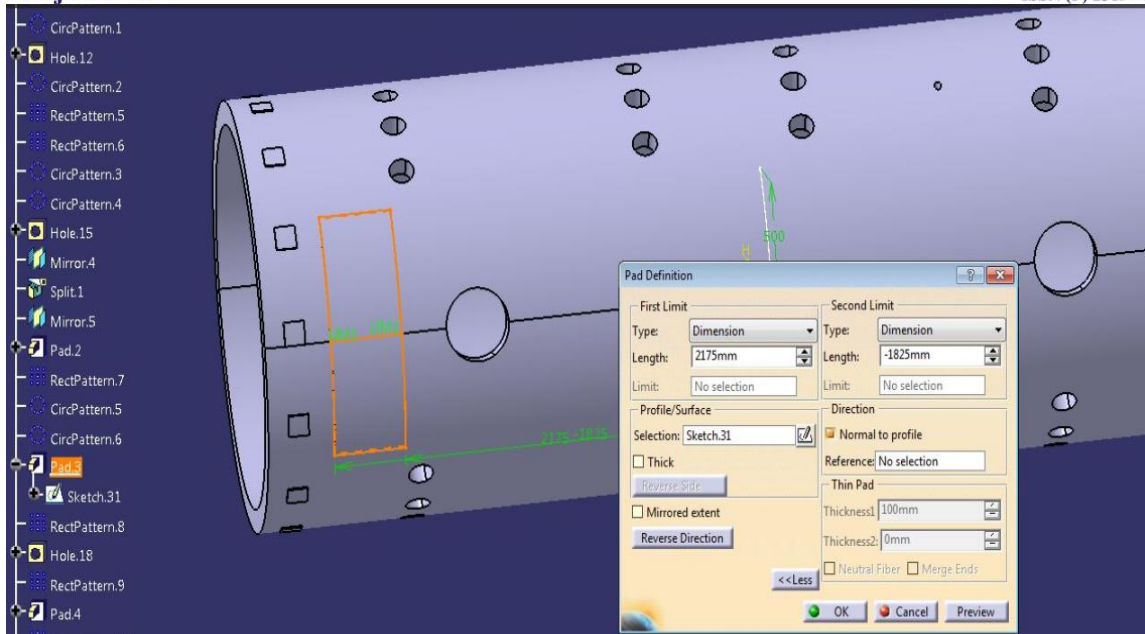 CircPattern.1
Hole.12
CircPattern.2
RectPattern.5
RectPattern.6
CircPattern.3
CircPattern.4
Hole.15
Mirror.4
Split.1
Mirror.5
Pad.2
RectPattern.7
CircPattern.5
CircPattern.6
Pad.3
Sketch.31
RectPattern.8
Hole.18
RectPattern.9
Pad.4
500
H
LIM2 LIM1
2175-1825
Pad Definition
First Limit
Type: Dimension
Length: 2175mm
Limit: No selection
Profile/Surface
Selection: Sketch.31
Thick
Reverse Side
Mirrored extent
Reverse Direction
<<Less
Second Limit
Type: Dimension
Length: -1825mm
Limit: No selection
Direction
Normal to profile
Reference: No selection
Thin Pad
Thickness1 100mm
Thickness2: 0mm
Neutral Fiber Merge Ends
OK Cancel Preview